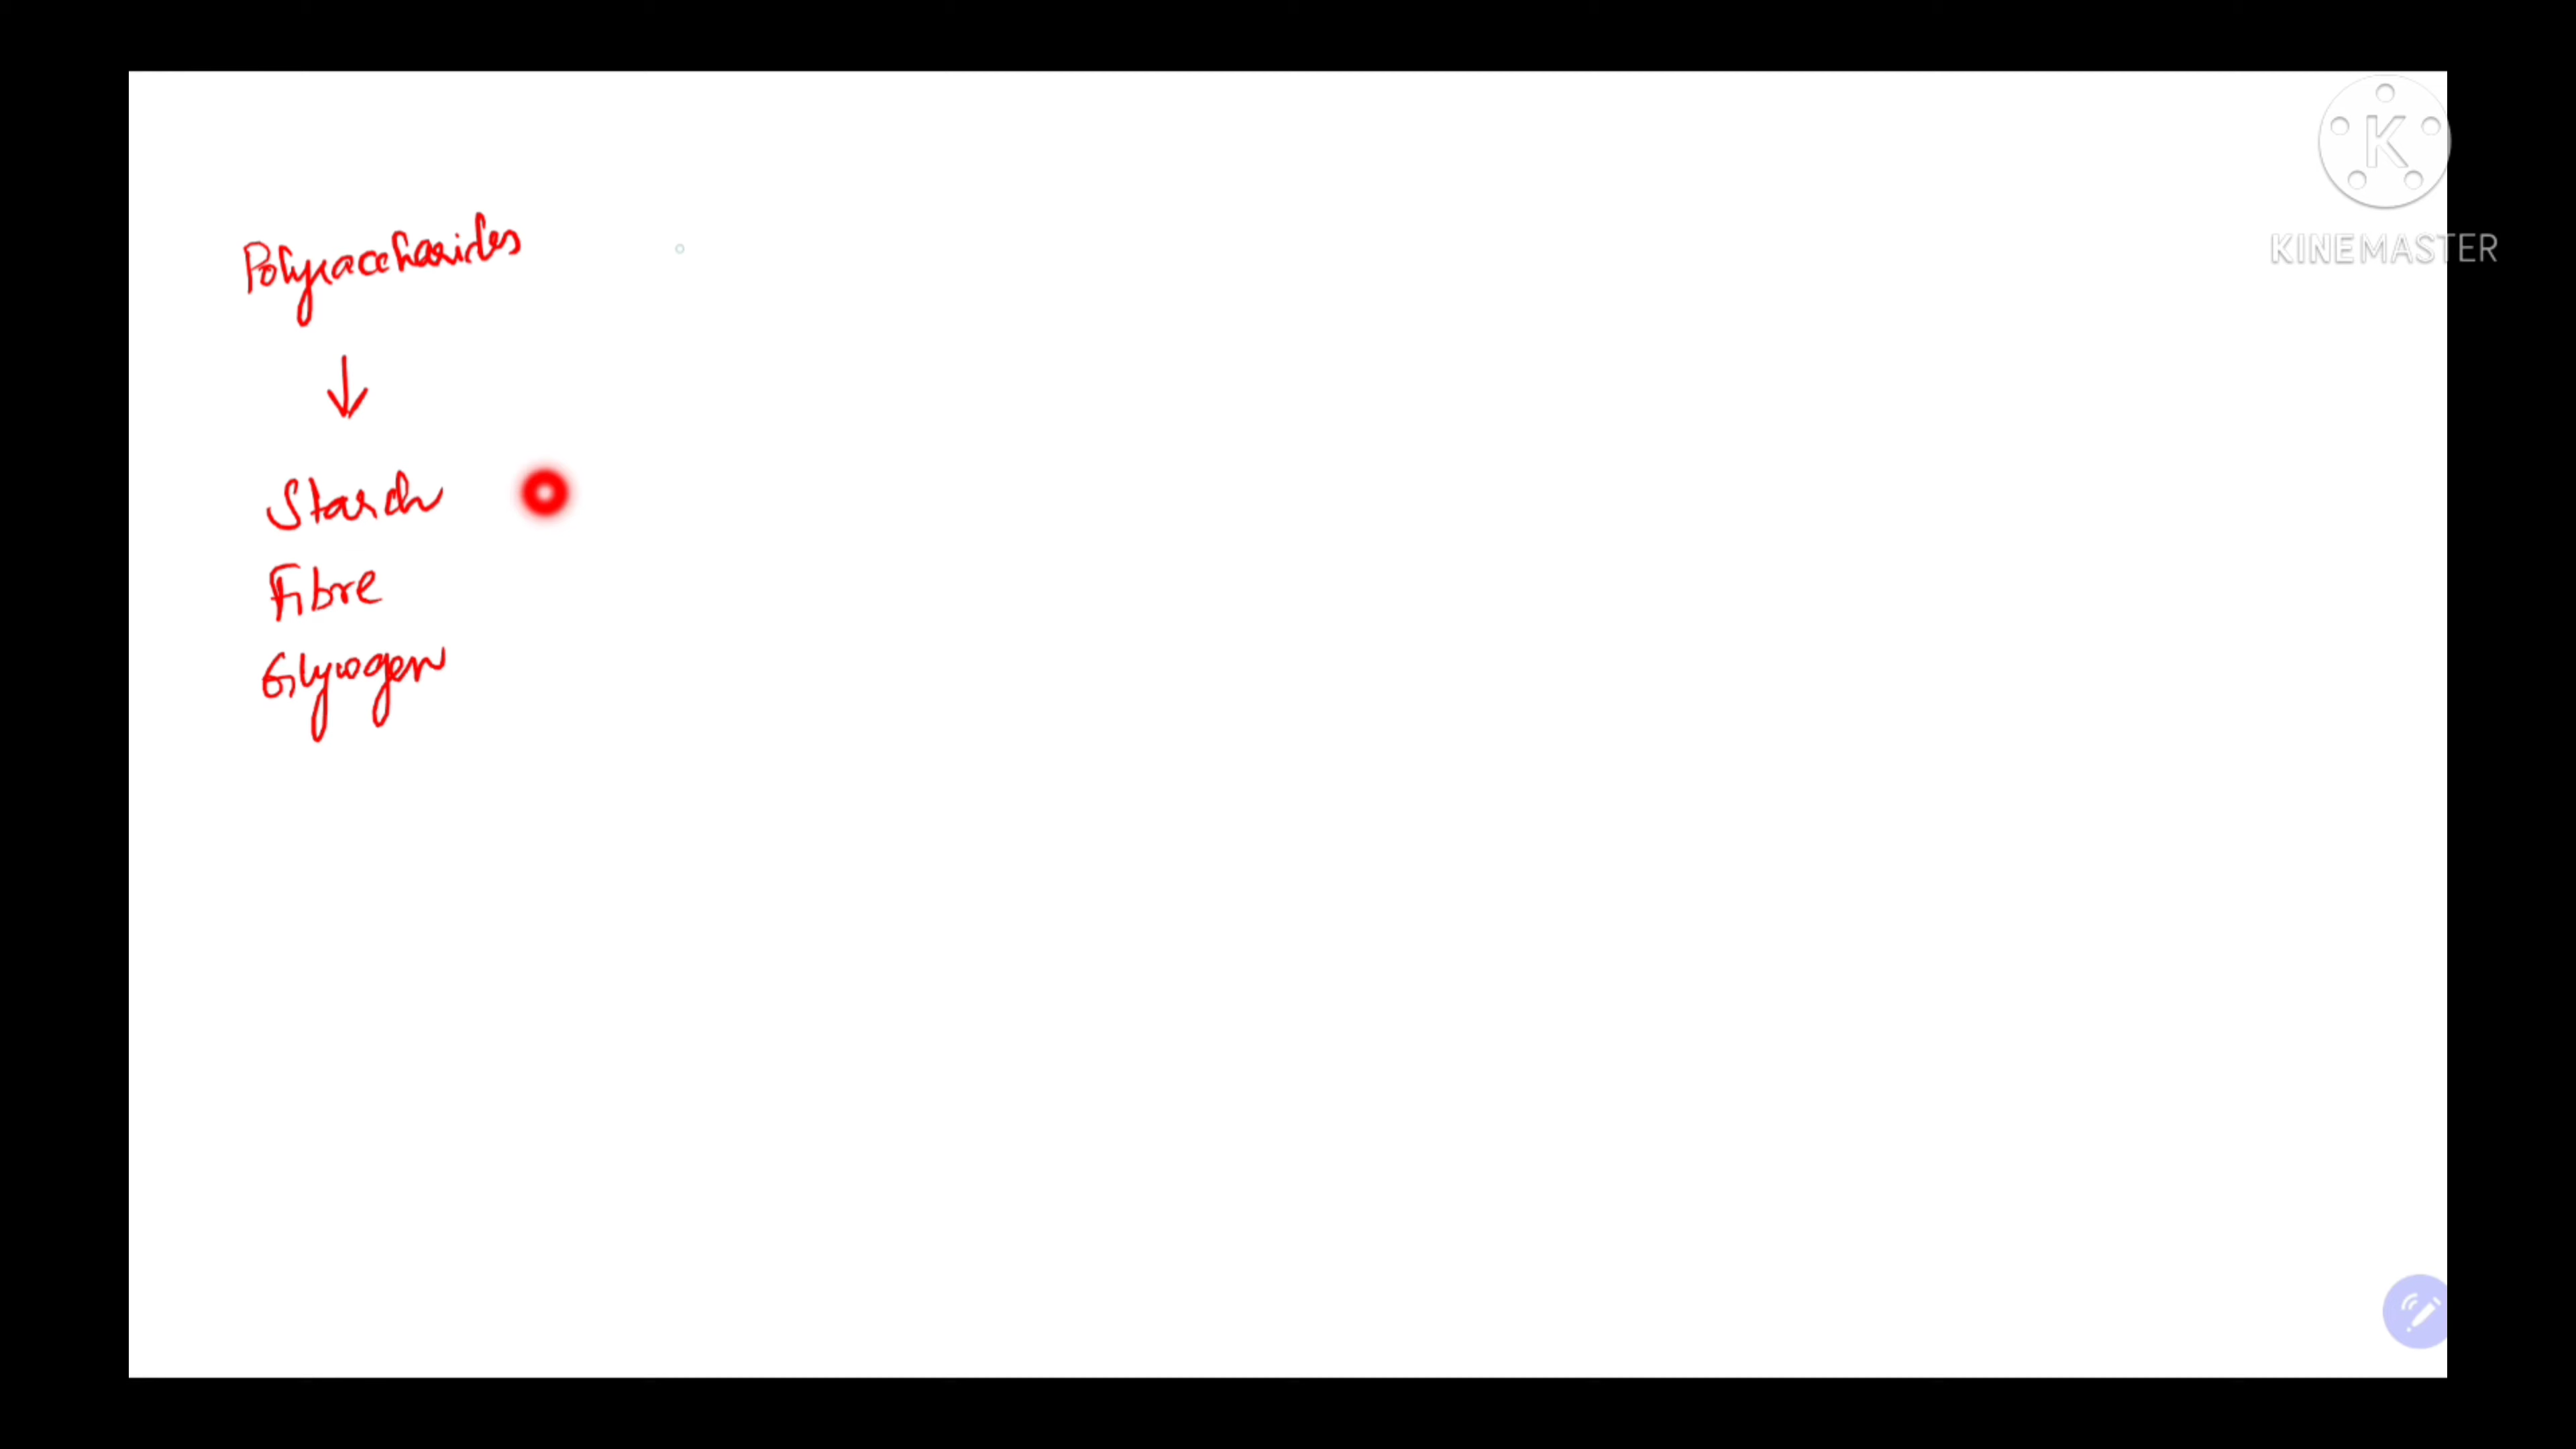 Polysaccharides
↓
Starch
Fibre
Glycogen
K
KINEMASTER